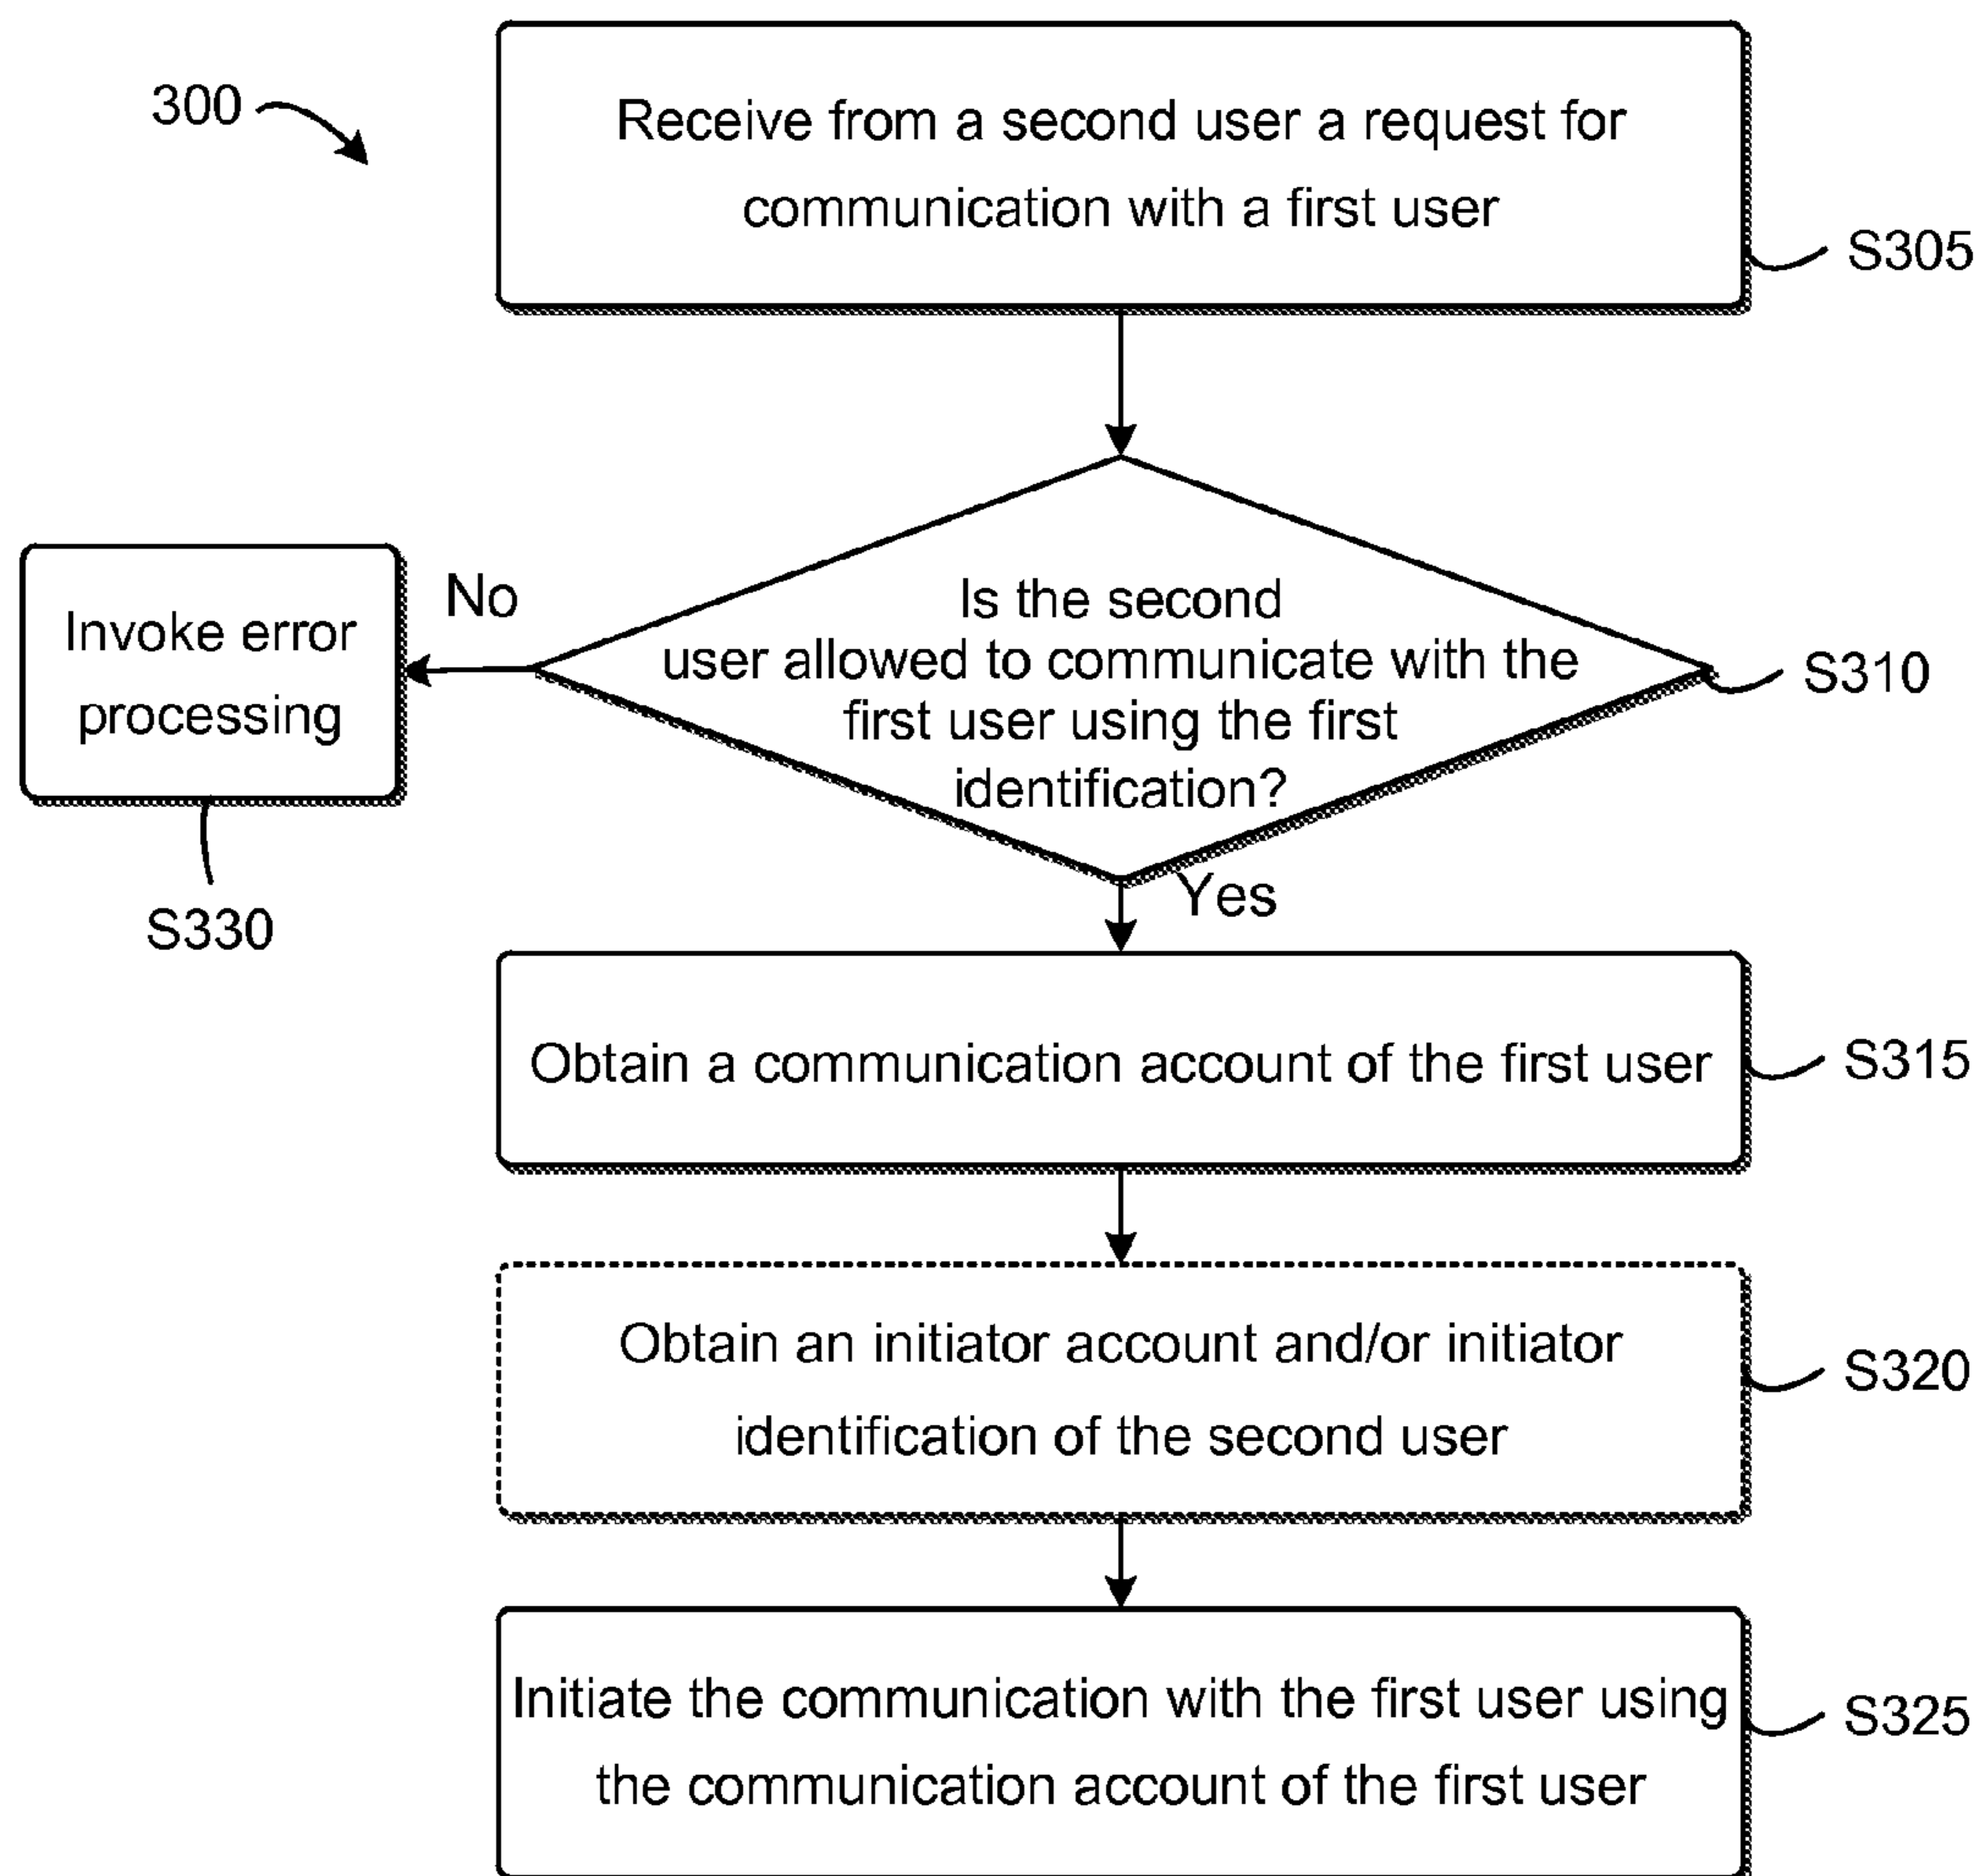 300
Receive from a second user a request for
communication with a first user
S305
Is the second
user allowed to communicate with the
first user using the first
identification?
S310
No
Invoke error
processing
S330
Yes
Obtain a communication account of the first user
S315
Obtain an initiator account and/or initiator
identification of the second user
S320
Initiate the communication with the first user using
the communication account of the first user
S325